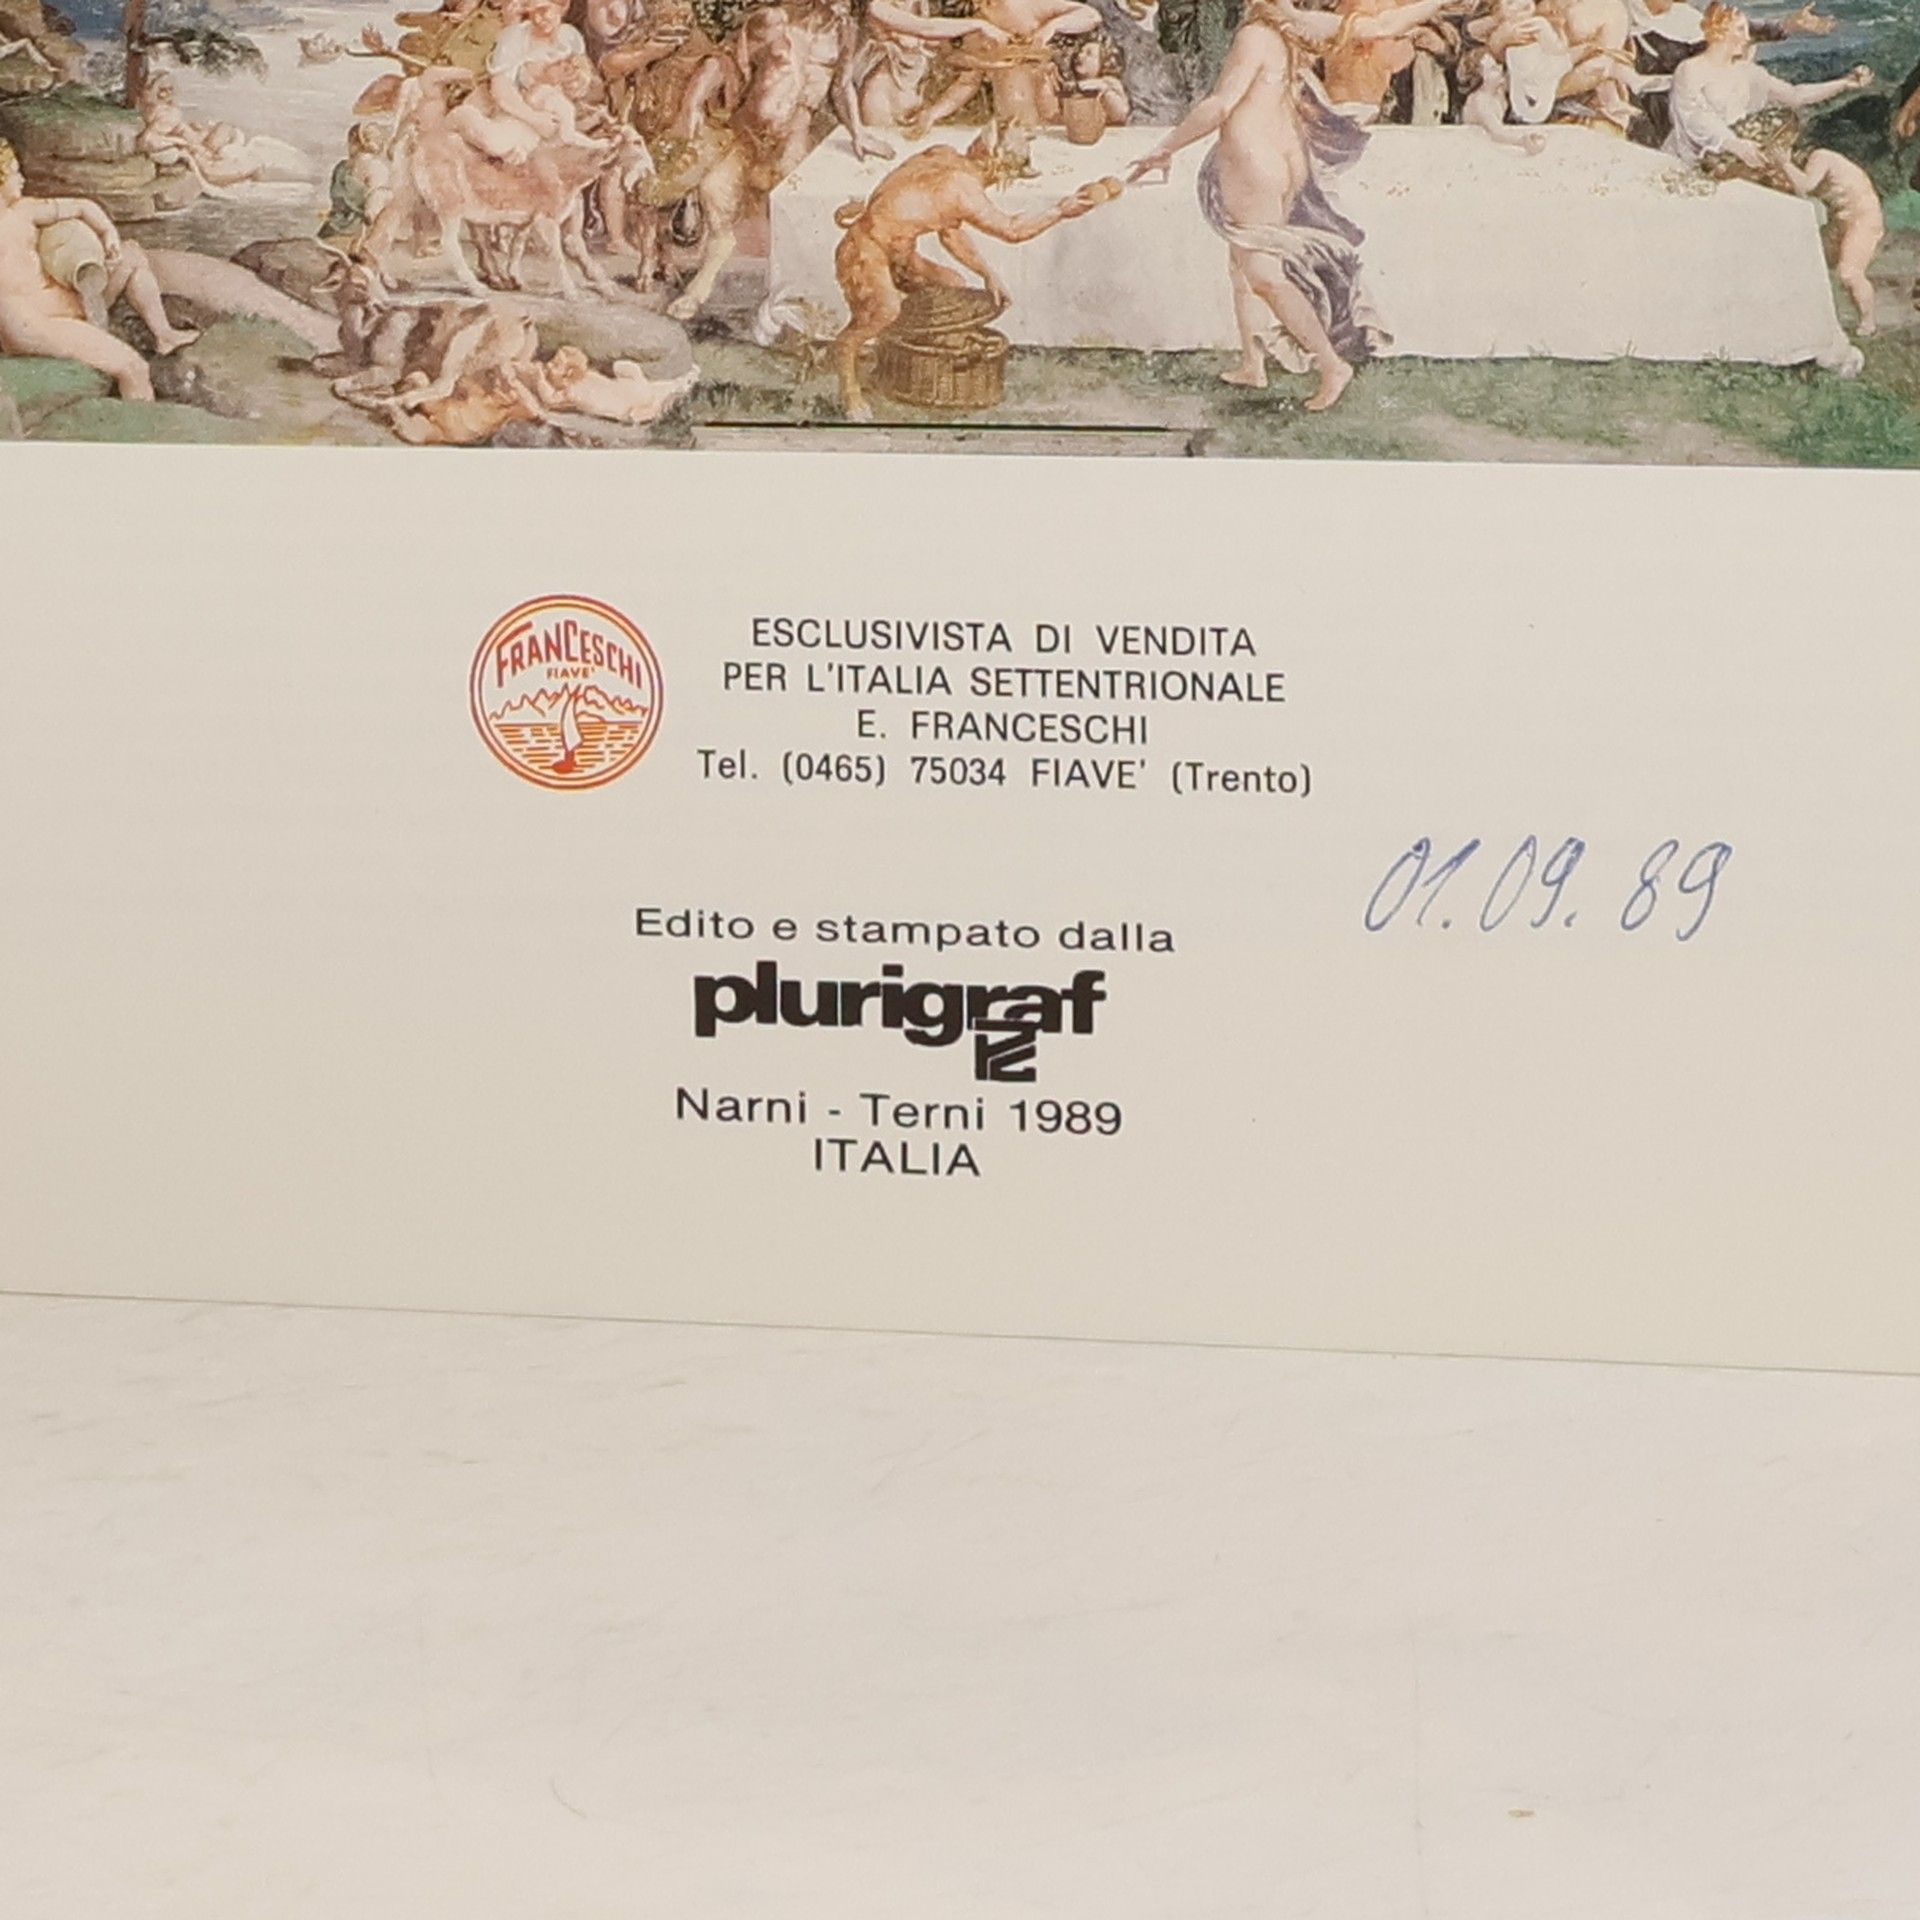 FRANCESCHI
FIAVE'
ESCLUSIVISTA DI VENDITA
PER L'ITALIA SETTENTRIONALE
E. FRANCESCHI
Tel. (0465) 75034 FIAVE' (Trento)
01.09.89
Edito e stampato dalla
plurigraf
Narni - Terni 1989
ITALIA